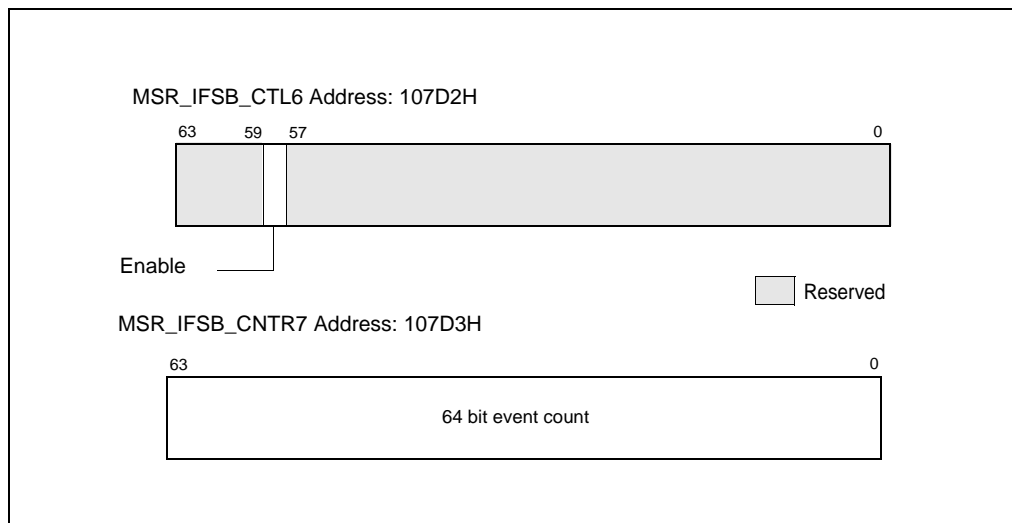 MSR_IFSB_CTL6 Address: 107D2H
63 59 57 0
Enable
Reserved
MSR_IFSB_CNTR7 Address: 107D3H
63 0
64 bit event count